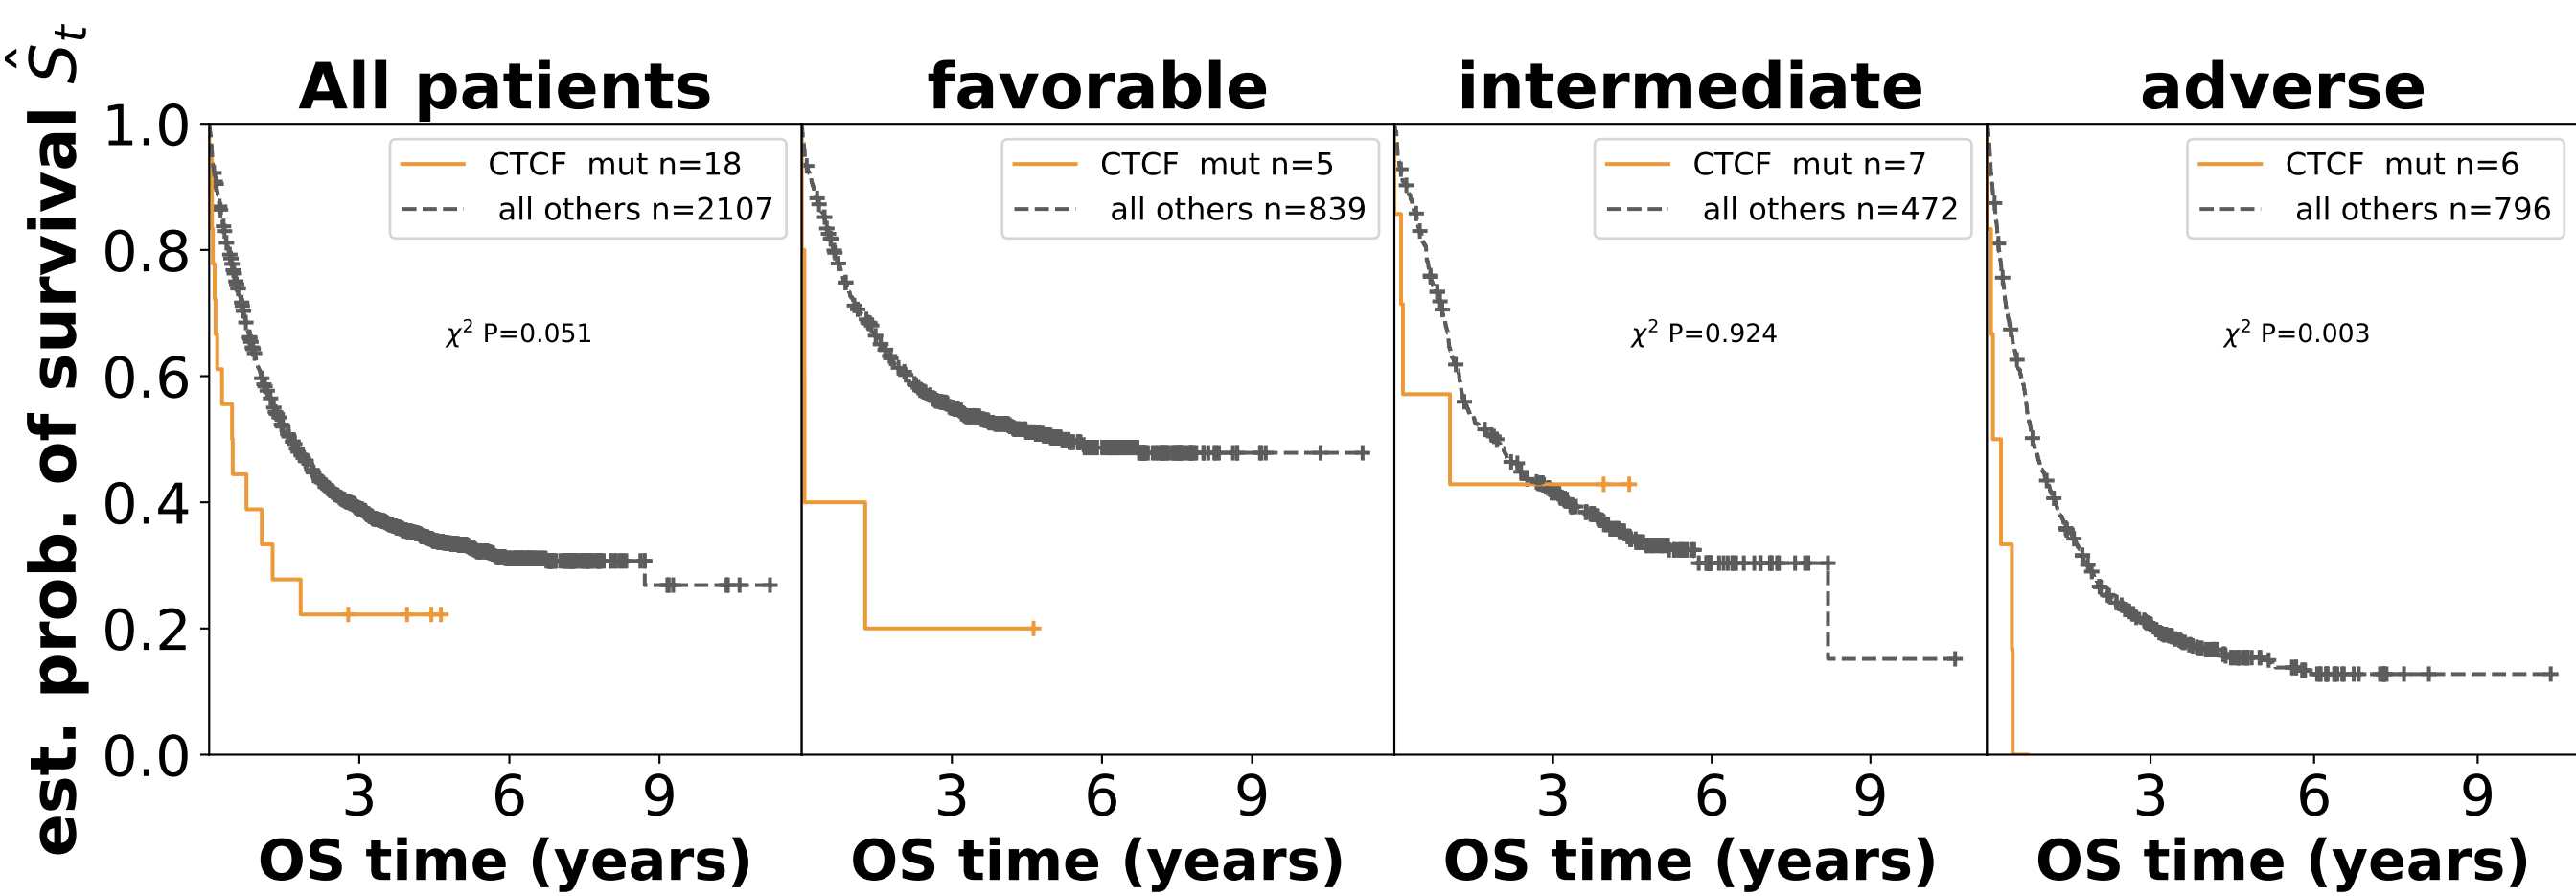 est. prob. of survival Ŝt
All patients
1.0
0.8
0.6
0.4
0.2
0.0
CTCF mut n=18
all others n=2107
χ² P=0.051
3 6 9
OS time (years)
favorable
CTCF mut n=5
all others n=839
3 6 9
OS time (years)
intermediate
CTCF mut n=7
all others n=472
χ² P=0.924
3 6 9
OS time (years)
adverse
CTCF mut n=6
all others n=796
χ² P=0.003
3 6 9
OS time (years)